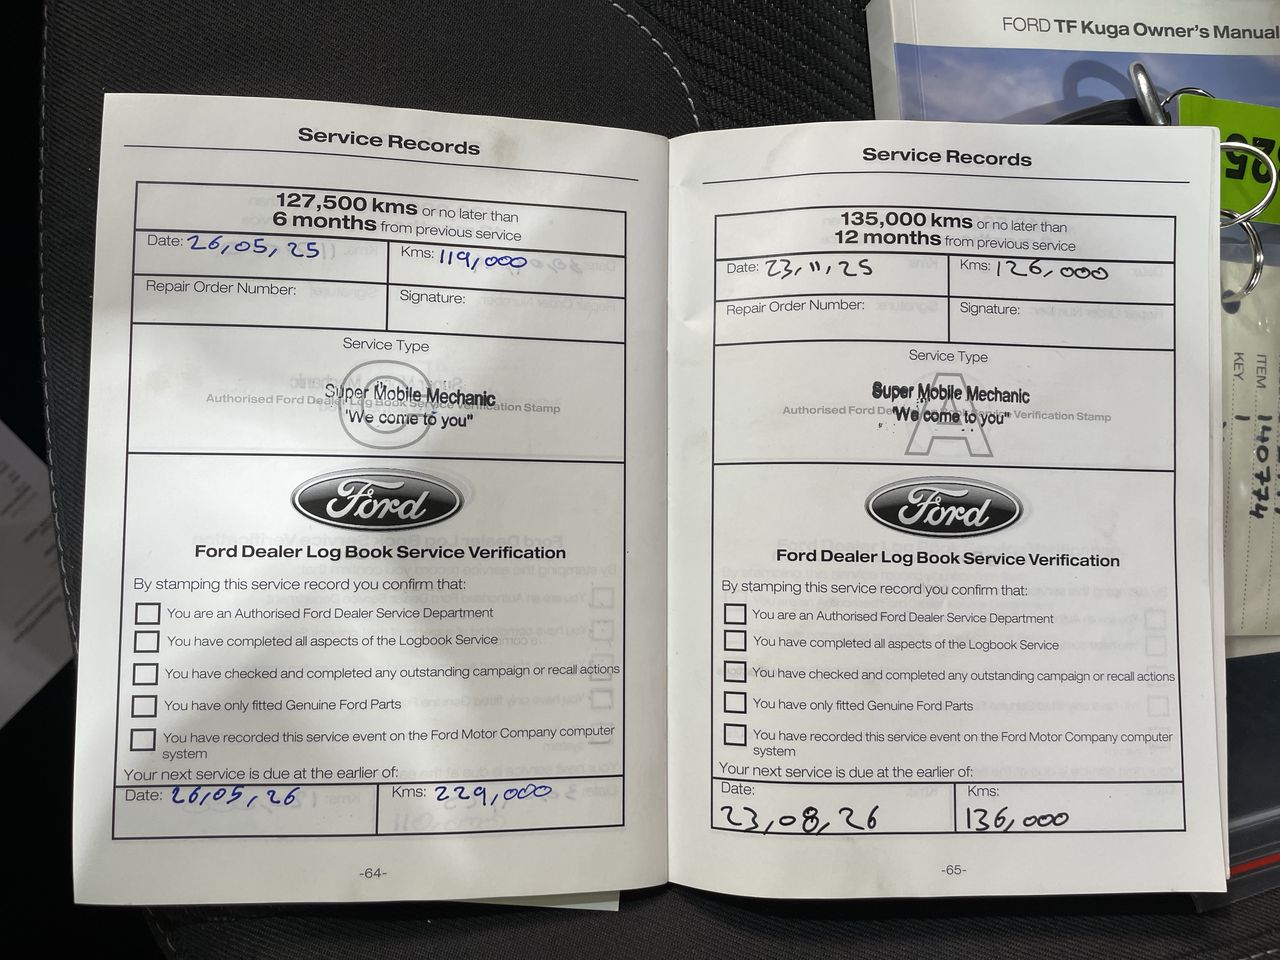 FORD TF Kuga Owner's Manual
Service Records
127,500 kms or no later than
6 months from previous service
Date: 26,05,25
Kms: 119,000
Repair Order Number:
Signature:
Service Type
C
Authorised Ford Dealer Log Book Service Verification Stamp
Super Mobile Mechanic
"We come to you"
Ford
Ford Dealer Log Book Service Verification
By stamping this service record you confirm that:
You are an Authorised Ford Dealer Service Department
You have completed all aspects of the Logbook Service
You have checked and completed any outstanding campaign or recall actions
You have only fitted Genuine Ford Parts
You have recorded this service event on the Ford Motor Company computer
system
Your next service is due at the earlier of:
Date: 26,05,26
Kms: 229,000
-64-
Service Records
135,000 kms or no later than
12 months from previous service
Date: 23,11,25
Kms: 126,000
Repair Order Number:
Signature:
Service Type
A
Super Mobile Mechanic
"We come to you"
Ford
Ford Dealer Log Book Service Verification
By stamping this service record you confirm that:
You are an Authorised Ford Dealer Service Department
You have completed all aspects of the Logbook Service
You have checked and completed any outstanding campaign or recall actions
You have only fitted Genuine Ford Parts
You have recorded this service event on the Ford Motor Company computer
system
Your next service is due at the earlier of:
Date:
23,08,26
Kms:
136,000
-65-
ITEM 140774
KEY. 1